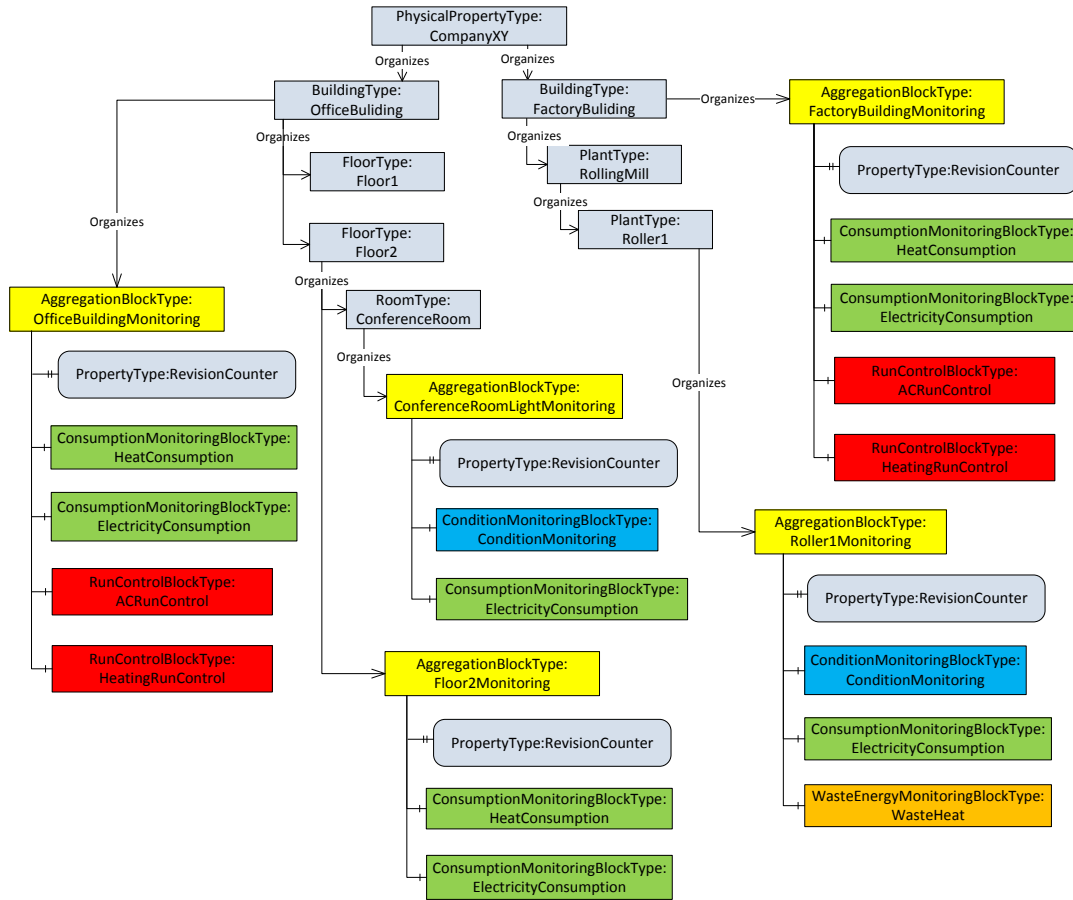 PhysicalPropertyType:
CompanyXY
Organizes
Organizes
BuildingType:
OfficeBuliding
BuildingType:
FactoryBuliding
Organizes
AggregationBlockType:
FactoryBuildingMonitoring
Organizes
Organizes
FloorType:
Floor1
PlantType:
RollingMill
PropertyType:RevisionCounter
Organizes
Organizes
FloorType:
Floor2
PlantType:
Roller1
ConsumptionMonitoringBlockType:
HeatConsumption
Organizes
AggregationBlockType:
OfficeBuildingMonitoring
RoomType:
ConferenceRoom
ConsumptionMonitoringBlockType:
ElectricityConsumption
Organizes
PropertyType:RevisionCounter
Organizes
RunControlBlockType:
ACRunControl
AggregationBlockType:
ConferenceRoomLightMonitoring
ConsumptionMonitoringBlockType:
HeatConsumption
PropertyType:RevisionCounter
RunControlBlockType:
HeatingRunControl
ConsumptionMonitoringBlockType:
ElectricityConsumption
ConditionMonitoringBlockType:
ConditionMonitoring
AggregationBlockType:
Roller1Monitoring
RunControlBlockType:
ACRunControl
ConsumptionMonitoringBlockType:
ElectricityConsumption
PropertyType:RevisionCounter
RunControlBlockType:
HeatingRunControl
AggregationBlockType:
Floor2Monitoring
ConditionMonitoringBlockType:
ConditionMonitoring
PropertyType:RevisionCounter
ConsumptionMonitoringBlockType:
ElectricityConsumption
ConsumptionMonitoringBlockType:
HeatConsumption
WasteEnergyMonitoringBlockType:
WasteHeat
ConsumptionMonitoringBlockType:
ElectricityConsumption